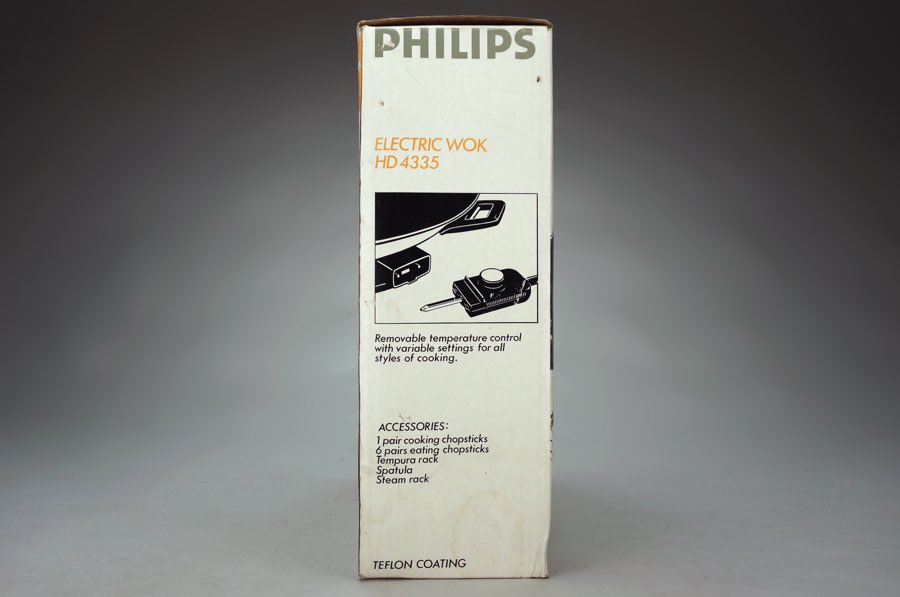 PHILIPS
ELECTRIC WOK
HD 4335
Removable temperature control
with variable settings for all
styles of cooking.
ACCESSORIES:
1 pair cooking chopsticks
6 pairs eating chopsticks
Tempura rack
Spatula
Steam rack
TEFLON COATING